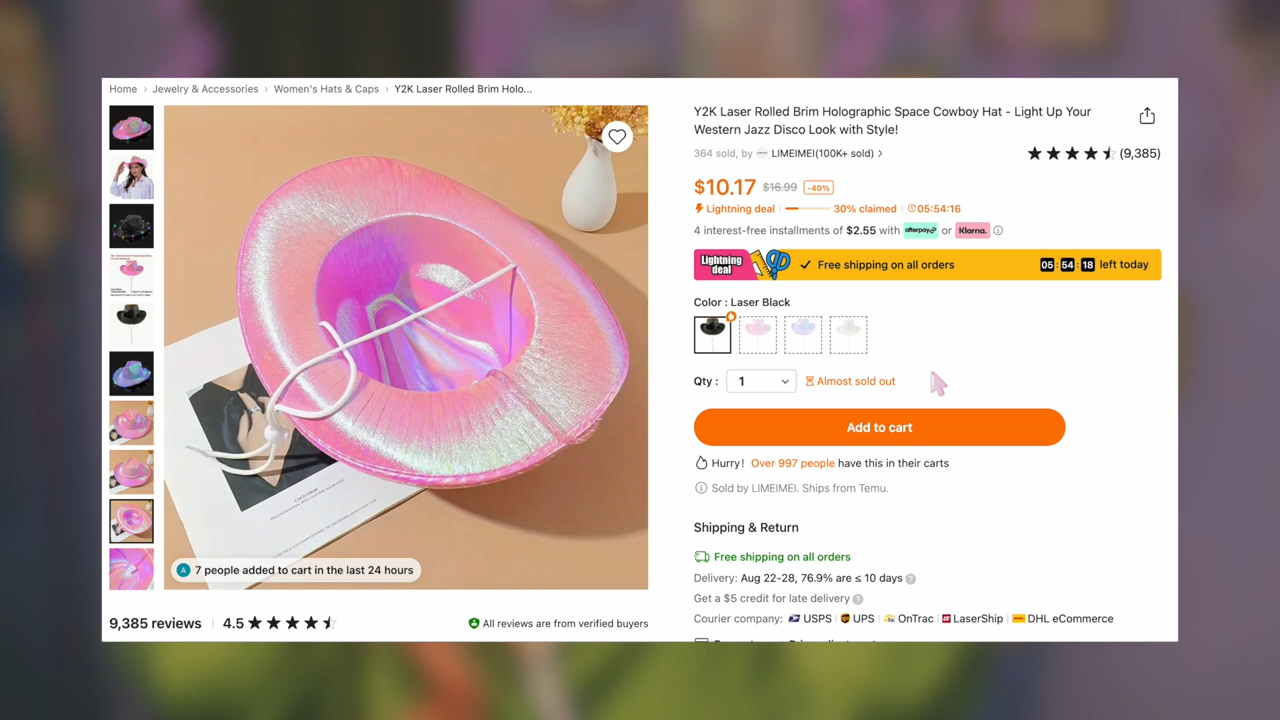 Home › Jewelry & Accessories › Women's Hats & Caps › Y2K Laser Rolled Brim Holo...
Y2K Laser Rolled Brim Holographic Space Cowboy Hat - Light Up Your
Western Jazz Disco Look with Style!
364 sold, by LIMEIMEI(100K+ sold) ›
(9,385)
$10.17 $16.99 -40%
Lightning deal 30% claimed 05:54:16
4 interest-free installments of $2.55 with afterpay or Klarna.
Lightning
deal
Free shipping on all orders
05:54:18 left today
Color : Laser Black
Qty : 1 Almost sold out
Add to cart
Hurry! Over 997 people have this in their carts
Sold by LIMEIMEI. Ships from Temu.
Shipping & Return
Free shipping on all orders
Delivery: Aug 22-28, 76.9% are ≤ 10 days
Get a $5 credit for late delivery
Courier company: USPS UPS OnTrac LaserShip DHL eCommerce
A 7 people added to cart in the last 24 hours
9,385 reviews 4.5
All reviews are from verified buyers